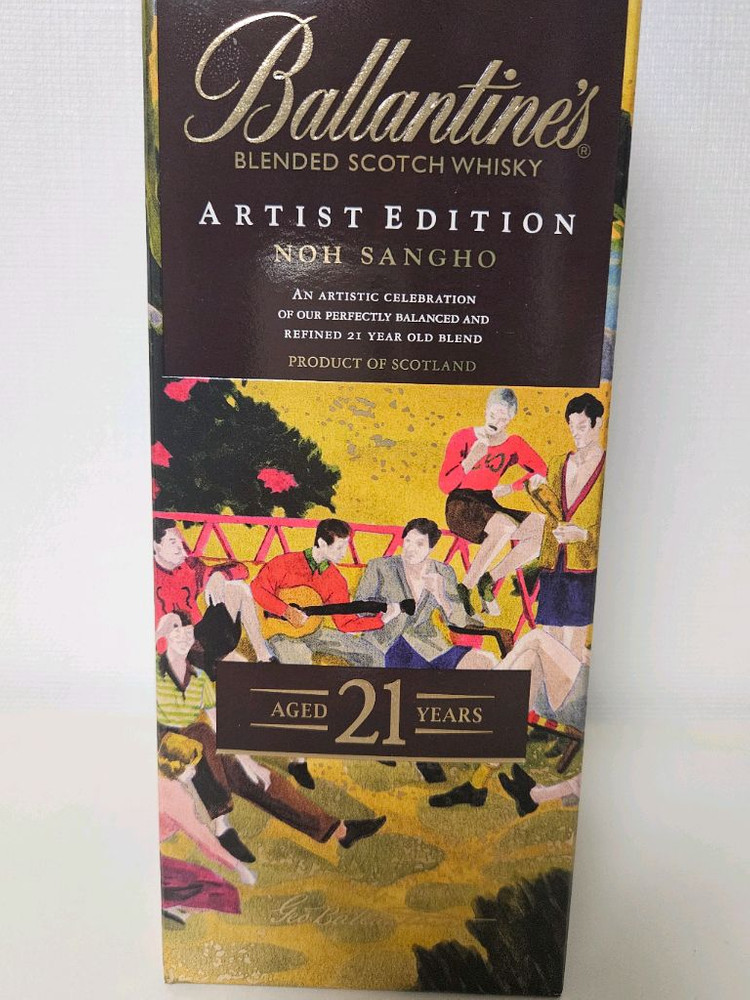 Ballantine's®
BLENDED SCOTCH WHISKY
ARTIST EDITION
NOH SANGHO
AN ARTISTIC CELEBRATION
OF OUR PERFECTLY BALANCED AND
REFINED 21 YEAR OLD BLEND
PRODUCT OF SCOTLAND
AGED 21 YEARS